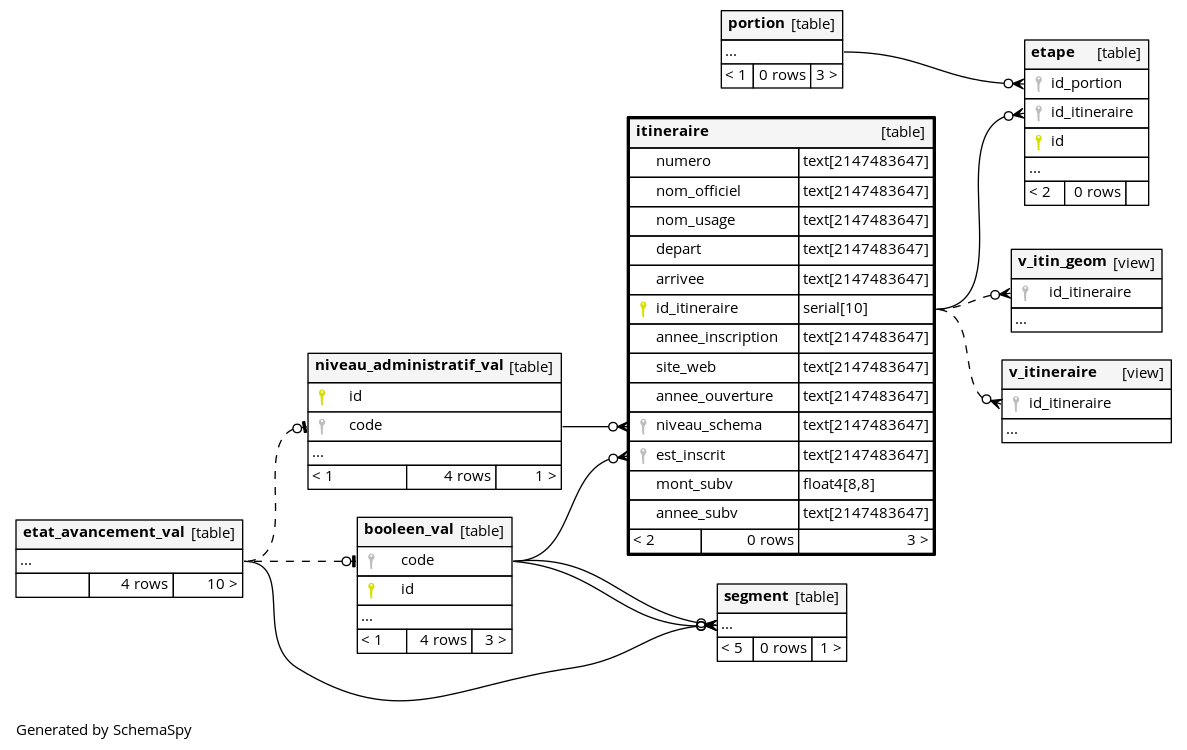 portion [table]
...
< 1 0 rows 3 >
etape [table]
id_portion
id_itineraire
id
...
< 2 0 rows
itineraire [table]
numero text[2147483647]
nom_officiel text[2147483647]
nom_usage text[2147483647]
depart text[2147483647]
arrivee text[2147483647]
id_itineraire serial[10]
annee_inscription text[2147483647]
site_web text[2147483647]
annee_ouverture text[2147483647]
niveau_schema text[2147483647]
est_inscrit text[2147483647]
mont_subv float4[8,8]
annee_subv text[2147483647]
< 2 0 rows 3 >
v_itin_geom [view]
id_itineraire
...
v_itineraire [view]
id_itineraire
...
niveau_administratif_val [table]
id
code
...
< 1 4 rows 1 >
etat_avancement_val [table]
...
4 rows 10 >
booleen_val [table]
code
id
...
< 1 4 rows 3 >
segment [table]
...
< 5 0 rows 1 >
Generated by SchemaSpy